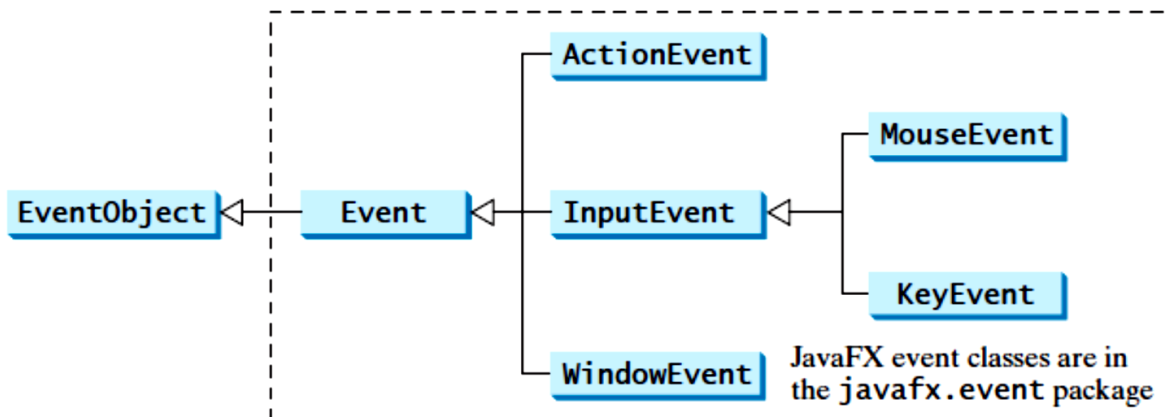 ActionEvent
MouseEvent
EventObject
Event
InputEvent
KeyEvent
WindowEvent
JavaFX event classes are in
the javafx.event package